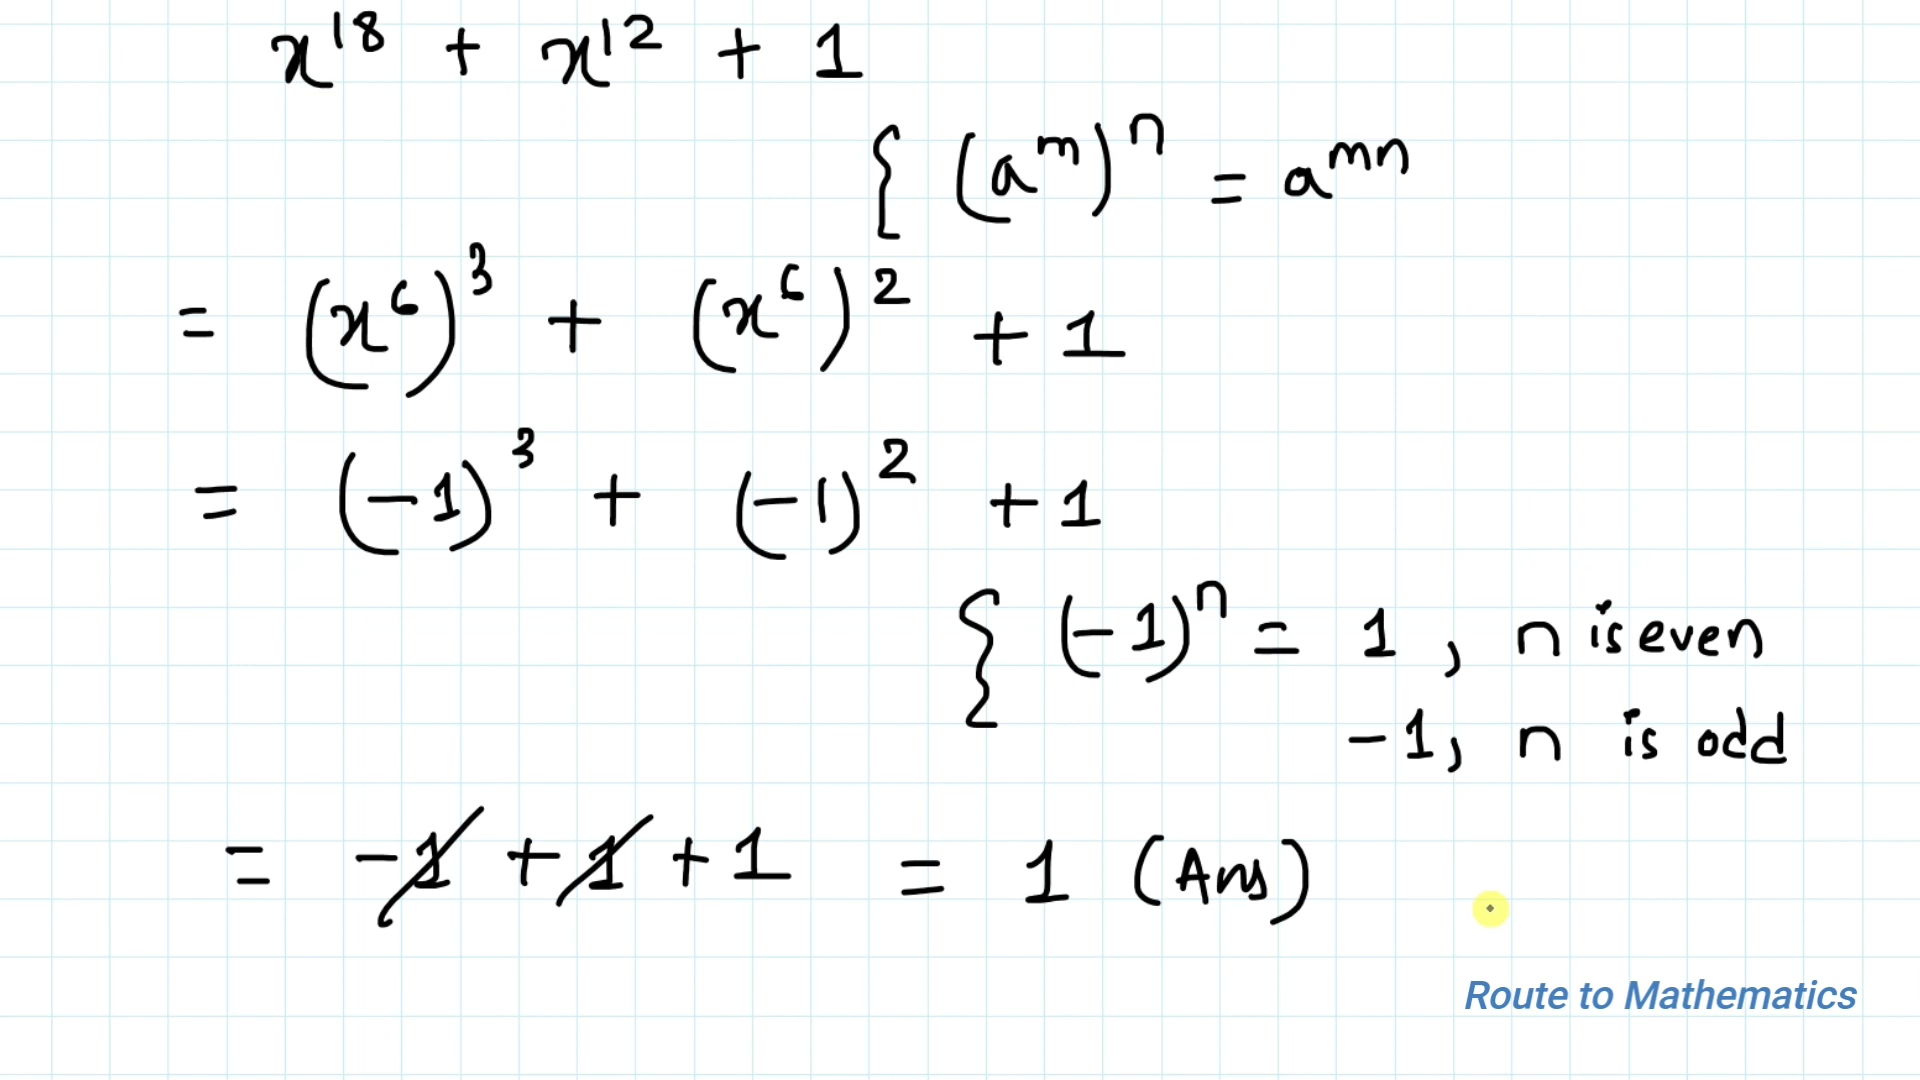 x¹⁸ + x¹² + 1
{ (aᵐ)ⁿ = aᵐⁿ
= (x⁶)³ + (x⁶)² + 1
= (-1)³ + (-1)² + 1
{ (-1)ⁿ = 1 , n is even
-1, n is odd
= -1 + 1 + 1 = 1 (Ans)
Route to Mathematics